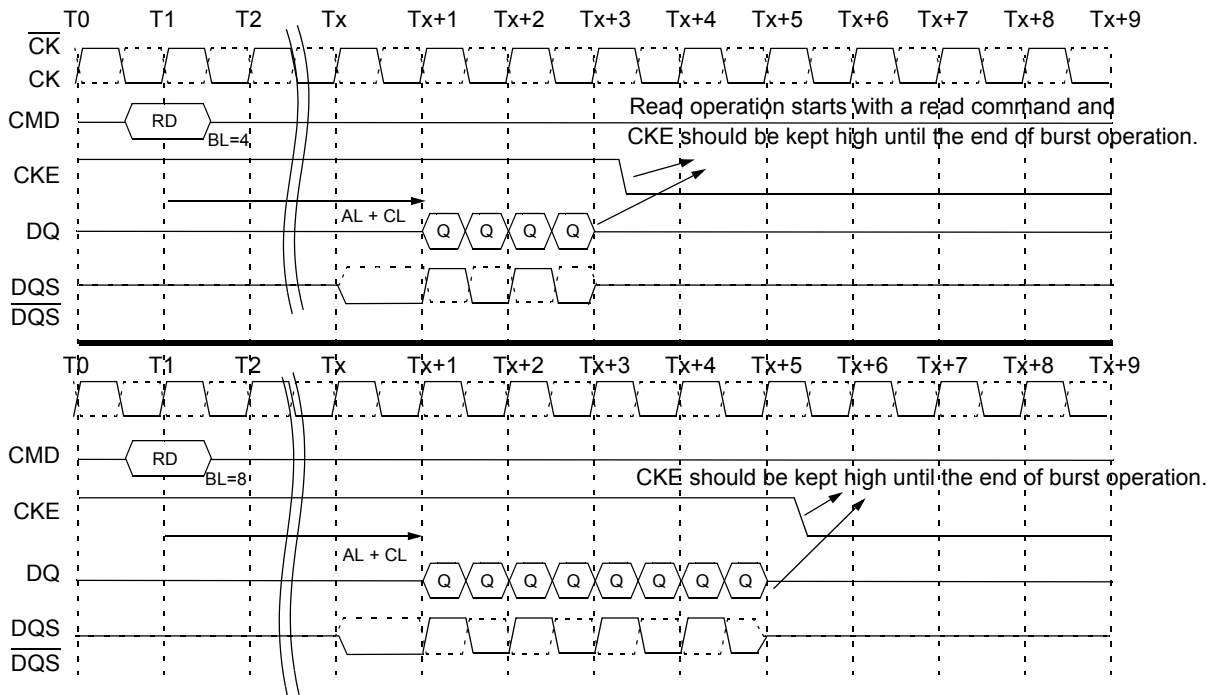 T0 T1 T2 Tx Tx+1 Tx+2 Tx+3 Tx+4 Tx+5 Tx+6 Tx+7 Tx+8 Tx+9
CK
CK
CMD RD BL=4
Read operation starts with a read command and
CKE should be kept high until the end of burst operation.
CKE
AL + CL
DQ Q Q Q Q
DQS
DQS
T0 T1 T2 Tx Tx+1 Tx+2 Tx+3 Tx+4 Tx+5 Tx+6 Tx+7 Tx+8 Tx+9
CMD RD BL=8
CKE should be kept high until the end of burst operation.
CKE
AL + CL
DQ Q Q Q Q Q Q Q Q
DQS
DQS